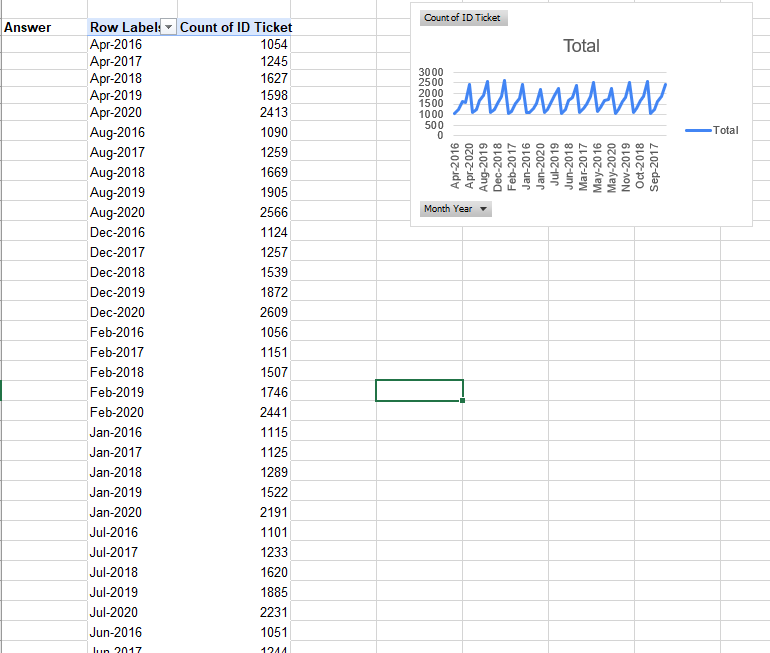 Answer Row Labels Count of ID Ticket
Apr-2016 1054
Apr-2017 1245
Apr-2018 1627
Apr-2019 1598
Apr-2020 2413
Aug-2016 1090
Aug-2017 1259
Aug-2018 1669
Aug-2019 1905
Aug-2020 2566
Dec-2016 1124
Dec-2017 1257
Dec-2018 1539
Dec-2019 1872
Dec-2020 2609
Feb-2016 1056
Feb-2017 1151
Feb-2018 1507
Feb-2019 1746
Feb-2020 2441
Jan-2016 1115
Jan-2017 1125
Jan-2018 1289
Jan-2019 1522
Jan-2020 2191
Jul-2016 1101
Jul-2017 1233
Jul-2018 1620
Jul-2019 1885
Jul-2020 2231
Jun-2016 1051
Jun-2017 1244
Count of ID Ticket
Total
3000
2500
2000
1500
1000
500
0
Apr-2016
Apr-2020
Aug-2019
Dec-2018
Feb-2017
Jan-2016
Jan-2020
Jul-2019
Jun-2018
Mar-2017
May-2016
May-2020
Nov-2019
Oct-2018
Sep-2017
Total
Month Year